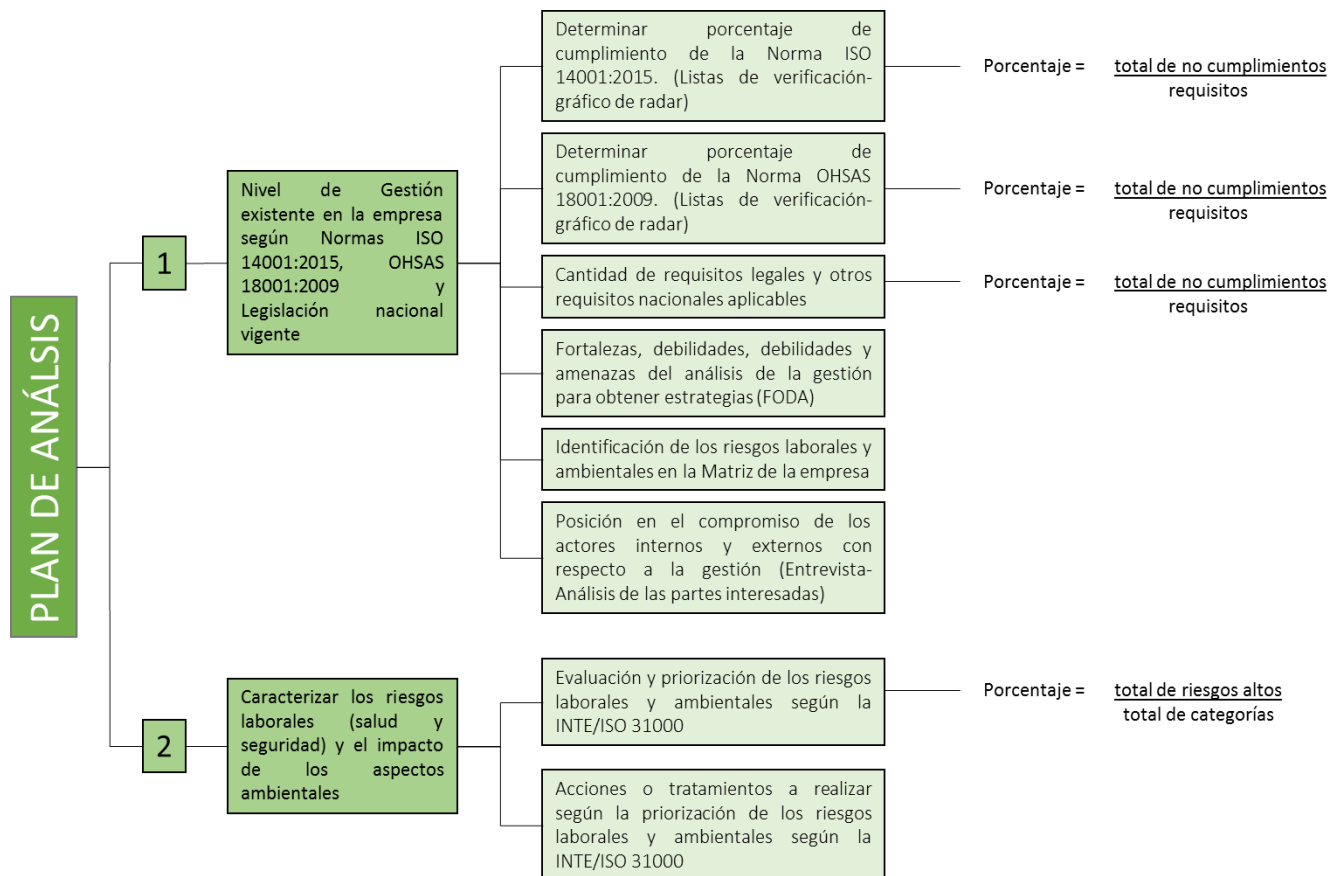 PLAN DE ANÁLSIS
1
Nivel de Gestión
existente en la empresa
según Normas ISO
14001:2015, OHSAS
18001:2009 y
Legislación nacional
vigente
Determinar porcentaje de
cumplimiento de la Norma ISO
14001:2015. (Listas de verificación-
gráfico de radar)
Porcentaje = total de no cumplimientos
requisitos
Determinar porcentaje de
cumplimiento de la Norma OHSAS
18001:2009. (Listas de verificación-
gráfico de radar)
Porcentaje = total de no cumplimientos
requisitos
Cantidad de requisitos legales y otros
requisitos nacionales aplicables
Porcentaje = total de no cumplimientos
requisitos
Fortalezas, debilidades, debilidades y
amenazas del análisis de la gestión
para obtener estrategias (FODA)
Identificación de los riesgos laborales y
ambientales en la Matriz de la empresa
Posición en el compromiso de los
actores internos y externos con
respecto a la gestión (Entrevista-
Análisis de las partes interesadas)
2
Caracterizar los riesgos
laborales (salud y
seguridad) y el impacto
de los aspectos
ambientales
Evaluación y priorización de los riesgos
laborales y ambientales según la
INTE/ISO 31000
Porcentaje = total de riesgos altos
total de categorías
Acciones o tratamientos a realizar
según la priorización de los riesgos
laborales y ambientales según la
INTE/ISO 31000